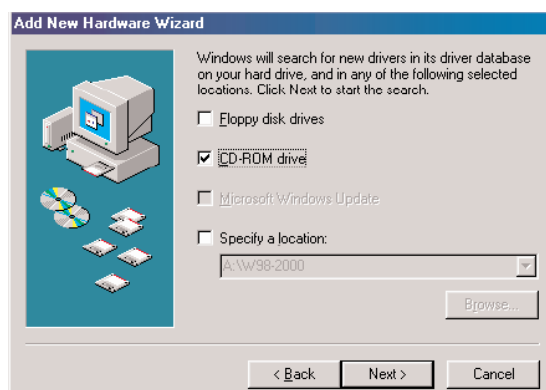 Add New Hardware Wizard
Windows will search for new drivers in its driver database
on your hard drive, and in any of the following selected
locations. Click Next to start the search.
Floppy disk drives
CD-ROM drive
Microsoft Windows Update
Specify a location:
A:\W98-2000
Browse...
< Back
Next >
Cancel